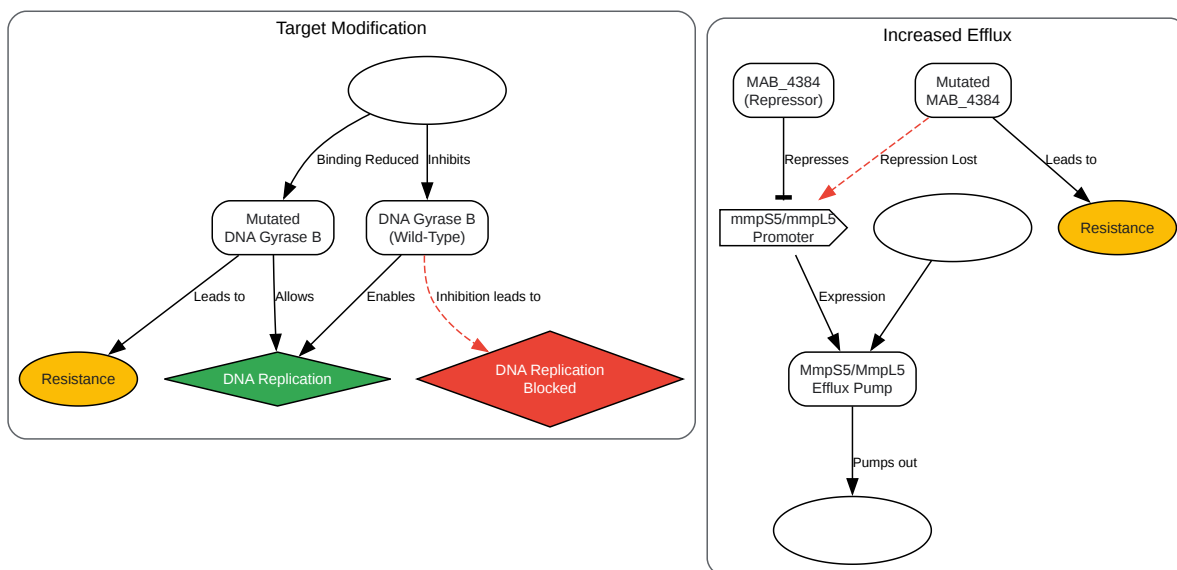 Target Modification
Binding Reduced
Inhibits
Mutated
DNA Gyrase B
DNA Gyrase B
(Wild-Type)
Leads to
Allows
Enables
Inhibition leads to
Resistance
DNA Replication
DNA Replication
Blocked
Increased Efflux
MAB_4384
(Repressor)
Mutated
MAB_4384
Represses
Repression Lost
Leads to
mmpS5/mmpL5
Promoter
Resistance
Expression
MmpS5/MmpL5
Efflux Pump
Pumps out